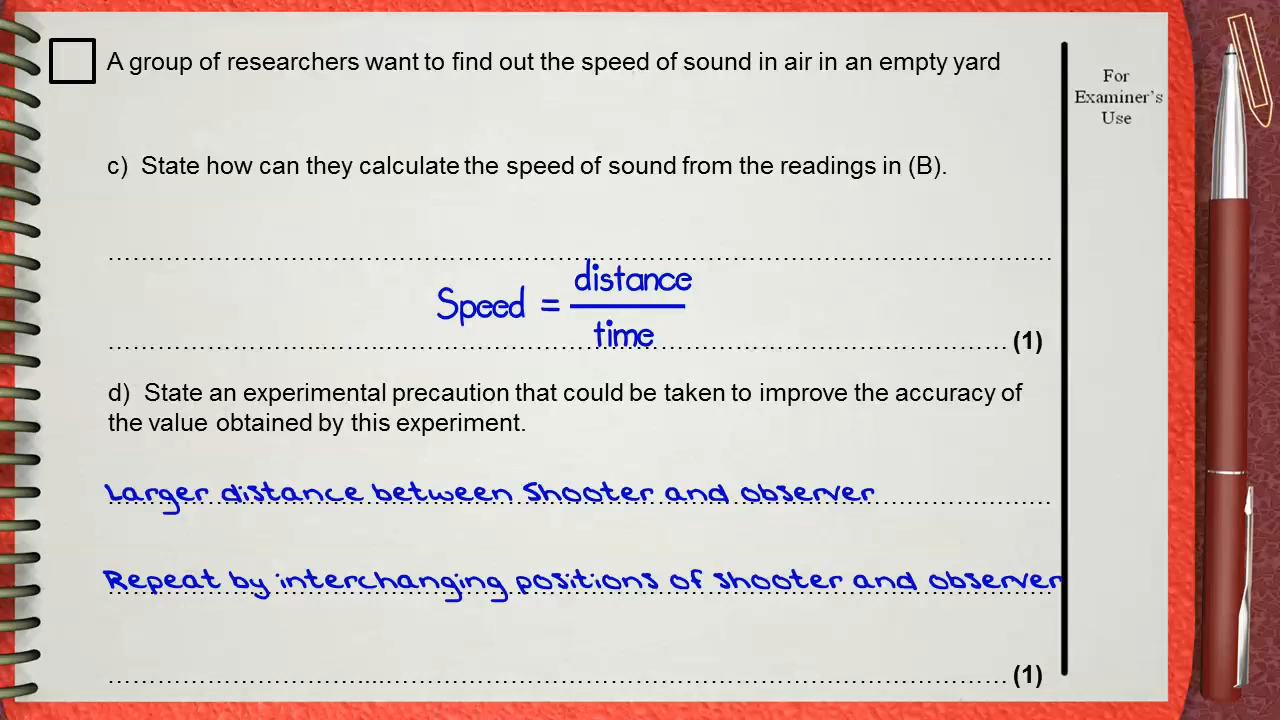 A group of researchers want to find out the speed of sound in air in an empty yard
For
Examiner's
Use
c) State how can they calculate the speed of sound from the readings in (B).
Speed = distance
time
(1)
d) State an experimental precaution that could be taken to improve the accuracy of
the value obtained by this experiment.
Larger distance between Shooter and observer
Repeat by interchanging positions of shooter and observer
(1)